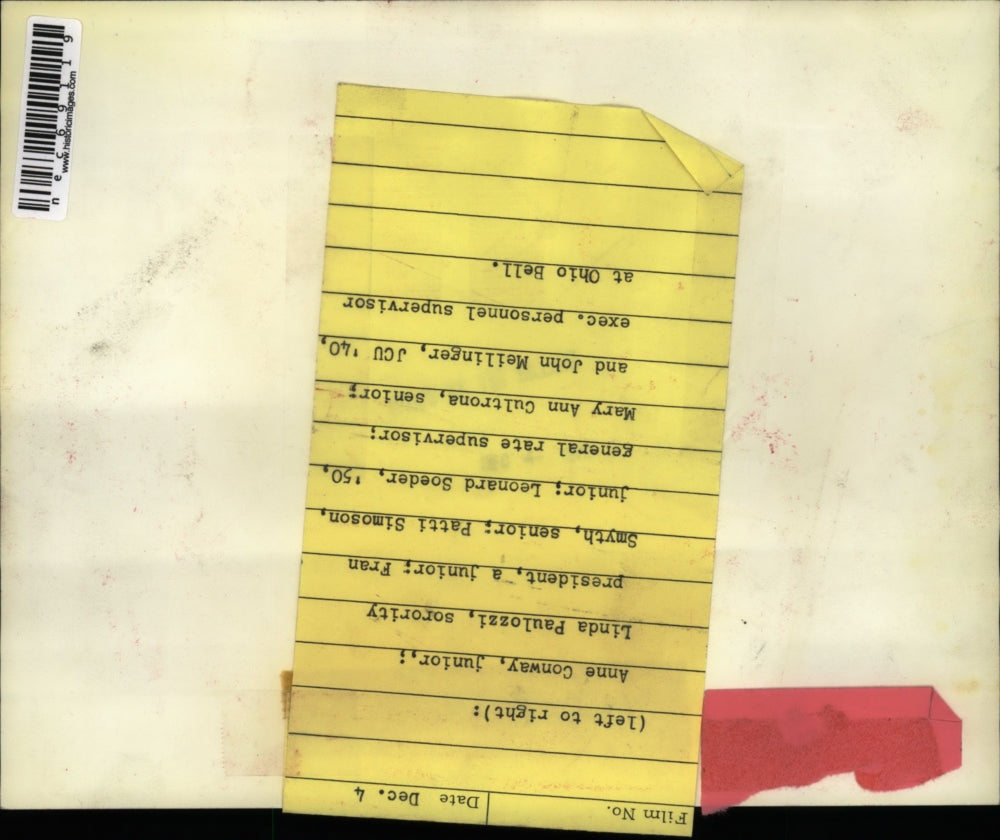 Film No.
Date Dec. 4
(left to right):
Anne Conway, junior,;
Linda Paulozzi, sorority
president, a junior; Fran
Smyth, senior; Patti Simoson,
junior; Leonard Soeder, '50,
general rate supervisor;
Mary Ann Cultrona, senior;
and John Meilinger, JCU '40,
exec. personnel supervisor
at Ohio Bell.
nec69119
www.historicimages.com